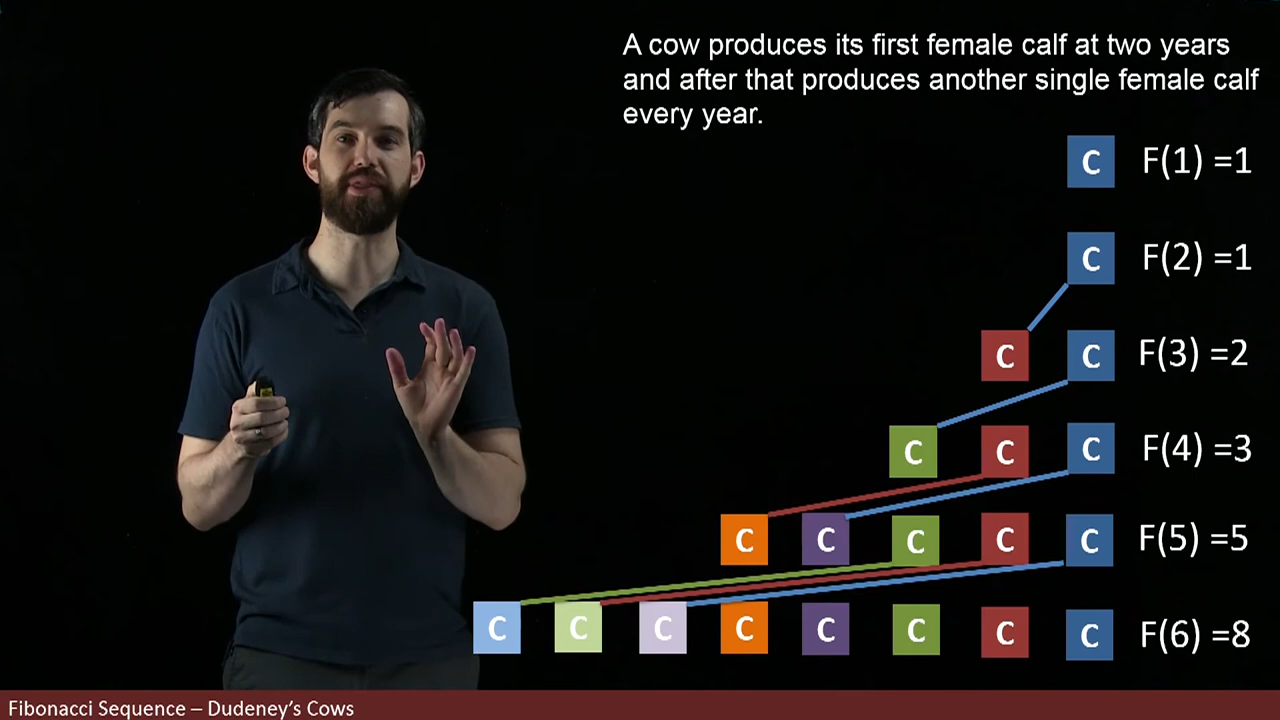 A cow produces its first female calf at two years
and after that produces another single female calf
every year.
C F(1) =1
C F(2) =1
C C F(3) =2
C C C F(4) =3
C C C C C F(5) =5
C C C C C C C C F(6) =8
Fibonacci Sequence – Dudeney's Cows